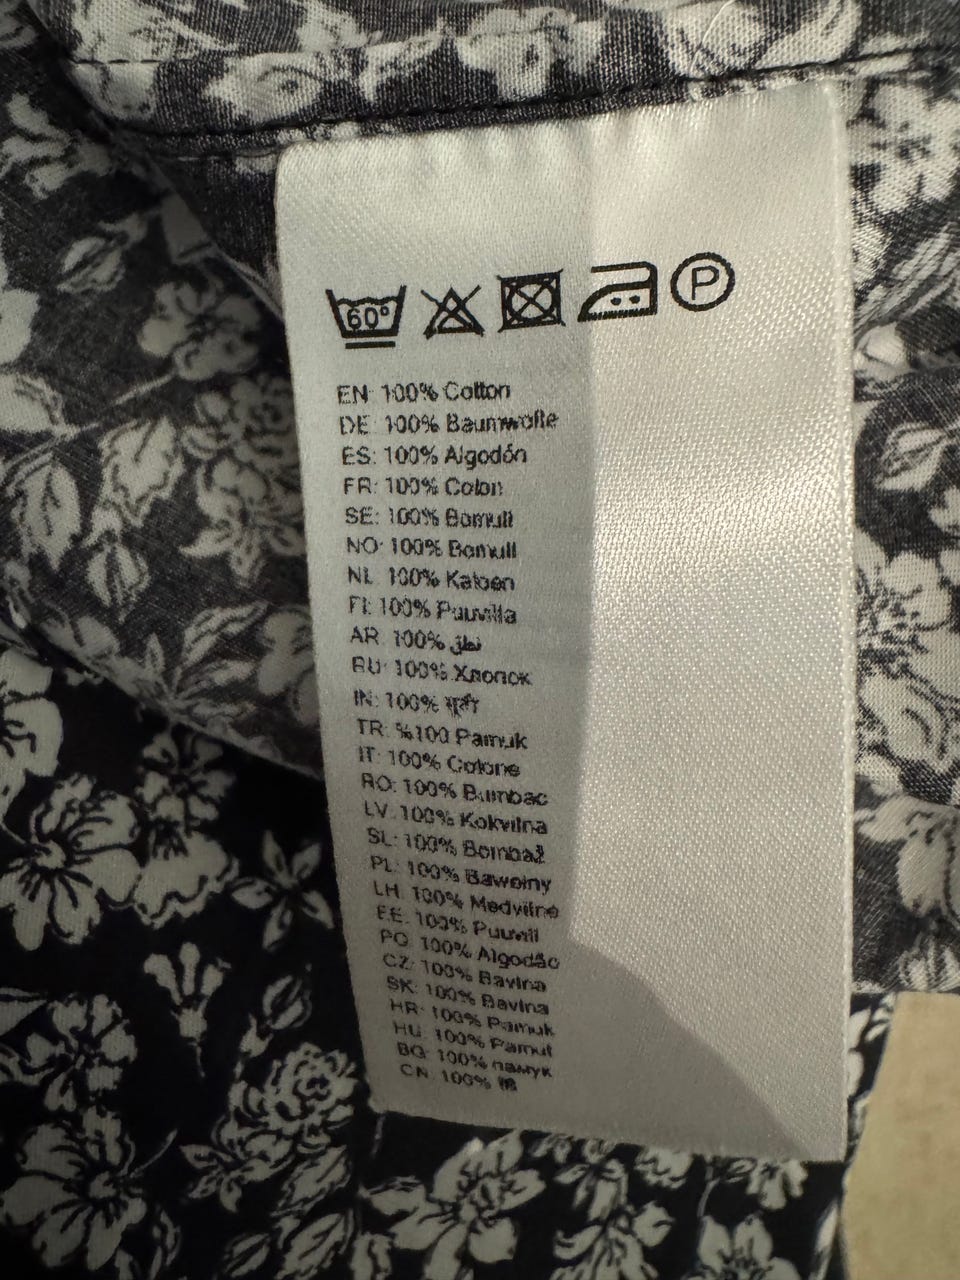 60° P
EN: 100% Cotton
DE: 100% Baumwolle
ES: 100% Algodón
FR: 100% Coton
SE: 100% Bomull
NO: 100% Bomull
NL: 100% Katoen
FI: 100% Puuvilla
AR: 100% قطن
RU: 100% Хлопок
IN: 100%
TR: %100 Pamuk
IT: 100% Cotone
RO: 100% Bumbac
LV: 100% Kokvilna
SL: 100% Bombaž
PL: 100% Bawełny
LH: 100% Medvilnė
EE: 100% Puuvill
PO: 100% Algodão
CZ: 100% Bavlna
SK: 100% Bavlna
HR: 100% Pamuk
HU: 100% Pamut
BG: 100% памук
CN: 100% 棉